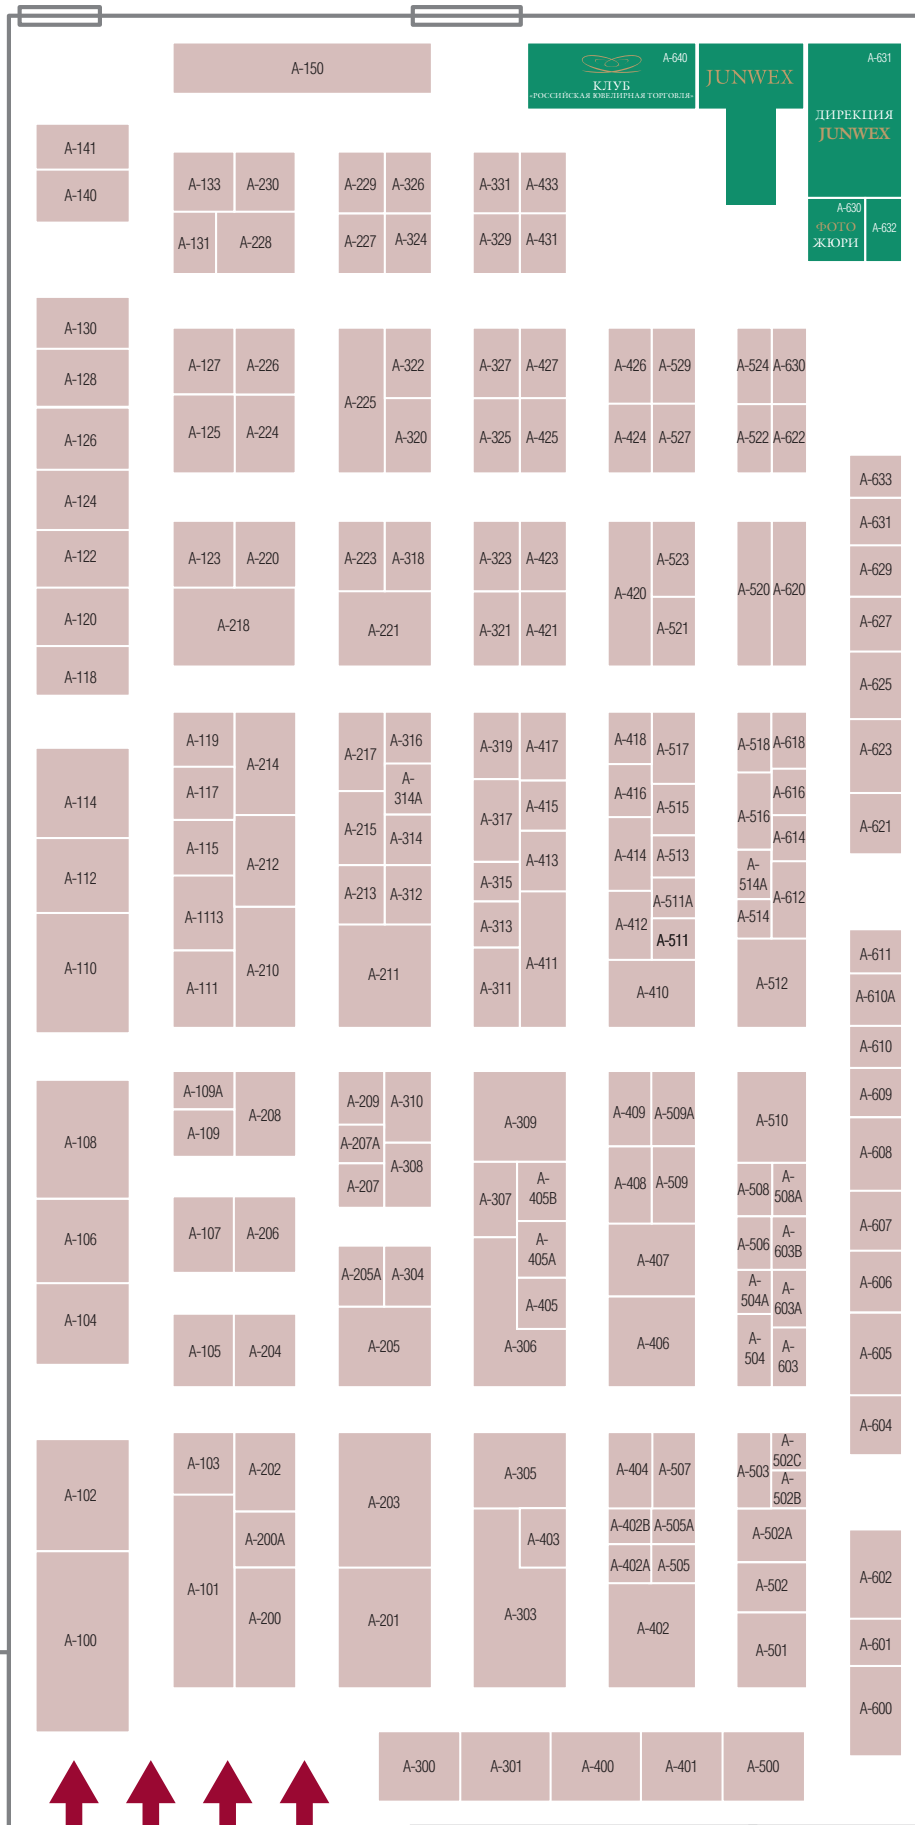 A-150
A-640
КЛУБ
«РОССИЙСКАЯ ЮВЕЛИРНАЯ ТОРГОВЛЯ»
JUNWEX
A-631
ДИРЕКЦИЯ
JUNWEX
A-630
ФОТО
ЖЮРИ
A-632
A-141
A-140
A-133
A-230
A-229
A-326
A-331
A-433
A-131
A-228
A-227
A-324
A-329
A-431
A-130
A-128
A-126
A-124
A-122
A-120
A-118
A-127
A-226
A-125
A-224
A-225
A-322
A-320
A-327
A-427
A-325
A-425
A-426
A-529
A-424
A-527
A-524
A-630
A-522
A-622
A-633
A-631
A-629
A-627
A-625
A-623
A-621
A-123
A-220
A-218
A-223
A-318
A-221
A-323
A-423
A-321
A-421
A-420
A-523
A-521
A-520
A-620
A-114
A-112
A-110
A-119
A-117
A-115
A-1113
A-111
A-214
A-212
A-210
A-217
A-215
A-213
A-316
A-
314A
A-314
A-312
A-211
A-319
A-317
A-315
A-313
A-311
A-417
A-415
A-413
A-411
A-418
A-416
A-414
A-412
A-517
A-515
A-513
A-511A
A-511
A-410
A-518
A-516
A-
514A
A-514
A-618
A-616
A-614
A-612
A-512
A-611
A-610A
A-610
A-609
A-608
A-607
A-606
A-605
A-604
A-108
A-106
A-104
A-109A
A-109
A-208
A-107
A-206
A-105
A-204
A-209
A-207A
A-207
A-310
A-308
A-205A
A-304
A-205
A-309
A-307
A-
405B
A-
405A
A-405
A-306
A-409
A-509A
A-408
A-509
A-407
A-406
A-510
A-508
A-
508A
A-506
A-
603B
A-
504A
A-
603A
A-
504
A-
603
A-102
A-100
A-103
A-101
A-202
A-200A
A-200
A-203
A-201
A-305
A-403
A-303
A-404
A-507
A-402B
A-505A
A-402A
A-505
A-402
A-503
A-
502C
A-
502B
A-502A
A-502
A-501
A-602
A-601
A-600
A-300
A-301
A-400
A-401
A-500